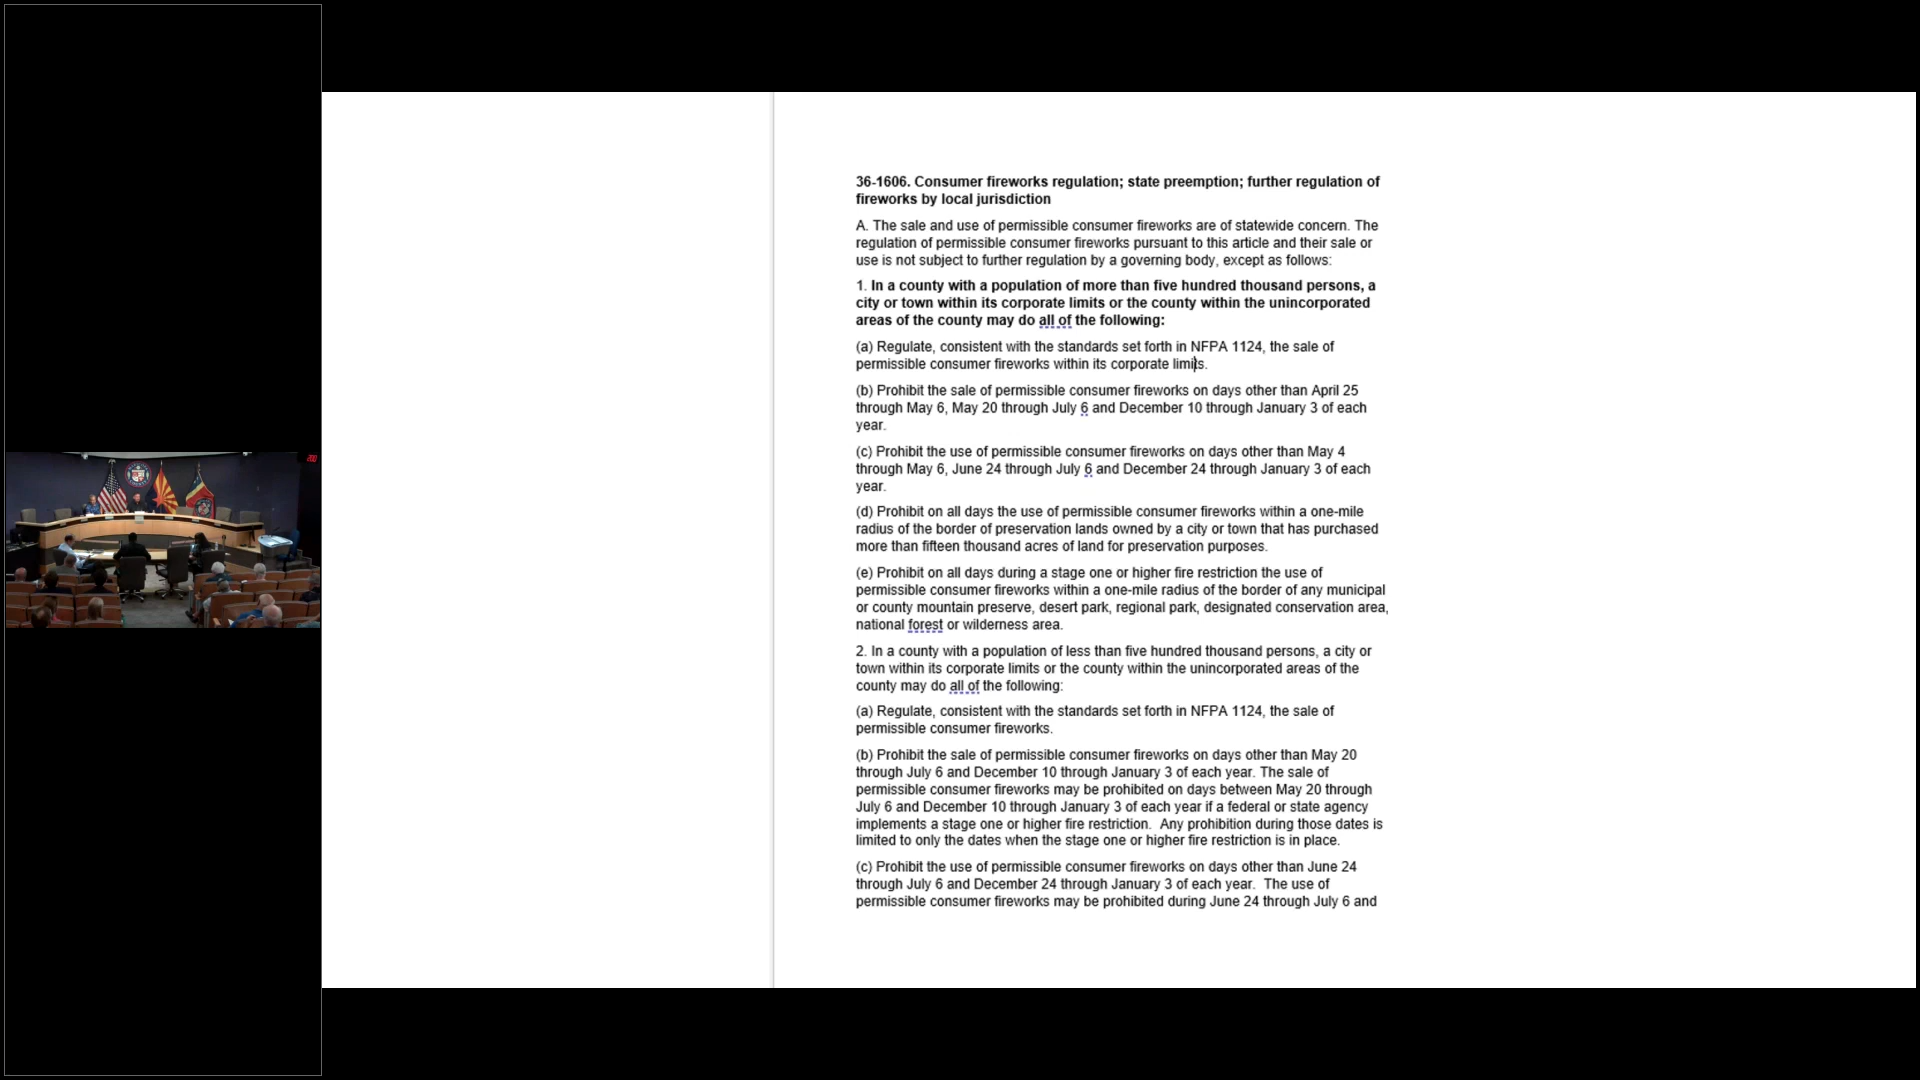 36-1606. Consumer fireworks regulation; state preemption; further regulation of
fireworks by local jurisdiction
A. The sale and use of permissible consumer fireworks are of statewide concern. The
regulation of permissible consumer fireworks pursuant to this article and their sale or
use is not subject to further regulation by a governing body, except as follows:
1. In a county with a population of more than five hundred thousand persons, a
city or town within its corporate limits or the county within the unincorporated
areas of the county may do all of the following:
(a) Regulate, consistent with the standards set forth in NFPA 1124, the sale of
permissible consumer fireworks within its corporate limits.
(b) Prohibit the sale of permissible consumer fireworks on days other than April 25
through May 6, May 20 through July 6 and December 10 through January 3 of each
year.
(c) Prohibit the use of permissible consumer fireworks on days other than May 4
through May 6, June 24 through July 6 and December 24 through January 3 of each
year.
(d) Prohibit on all days the use of permissible consumer fireworks within a one-mile
radius of the border of preservation lands owned by a city or town that has purchased
more than fifteen thousand acres of land for preservation purposes.
(e) Prohibit on all days during a stage one or higher fire restriction the use of
permissible consumer fireworks within a one-mile radius of the border of any municipal
or county mountain preserve, desert park, regional park, designated conservation area,
national forest or wilderness area.
2. In a county with a population of less than five hundred thousand persons, a city or
town within its corporate limits or the county within the unincorporated areas of the
county may do all of the following:
(a) Regulate, consistent with the standards set forth in NFPA 1124, the sale of
permissible consumer fireworks.
(b) Prohibit the sale of permissible consumer fireworks on days other than May 20
through July 6 and December 10 through January 3 of each year. The sale of
permissible consumer fireworks may be prohibited on days between May 20 through
July 6 and December 10 through January 3 of each year if a federal or state agency
implements a stage one or higher fire restriction.  Any prohibition during those dates is
limited to only the dates when the stage one or higher fire restriction is in place.
(c) Prohibit the use of permissible consumer fireworks on days other than June 24
through July 6 and December 24 through January 3 of each year.  The use of
permissible consumer fireworks may be prohibited during June 24 through July 6 and